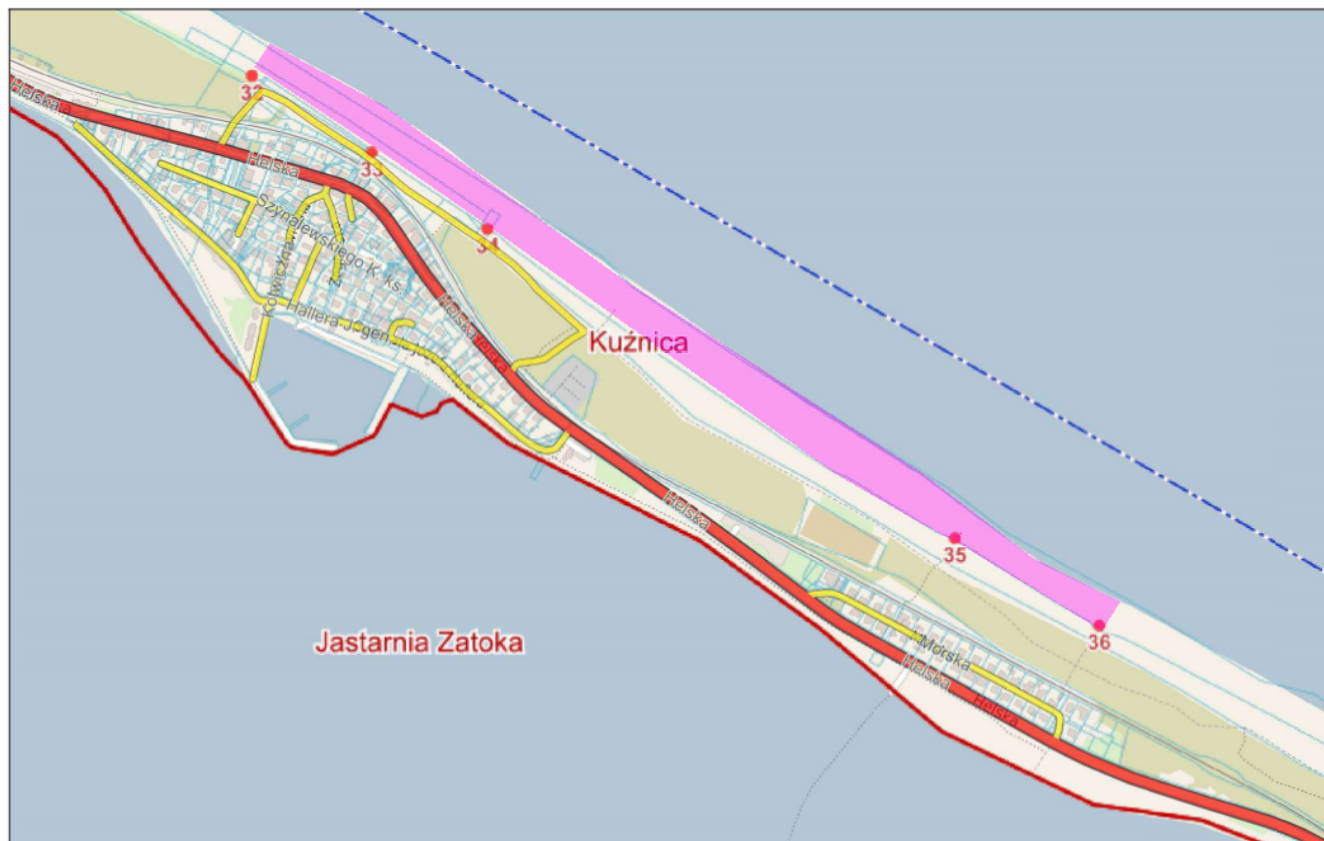 32
Helska
33
Helska
34
Szynalewskiego K. ks.
Kotwiczna
Hallera J. gen.
Helska
Kuźnica
Helska
35
36
Jastarnia Zatoka
Morska
Helska
Helska